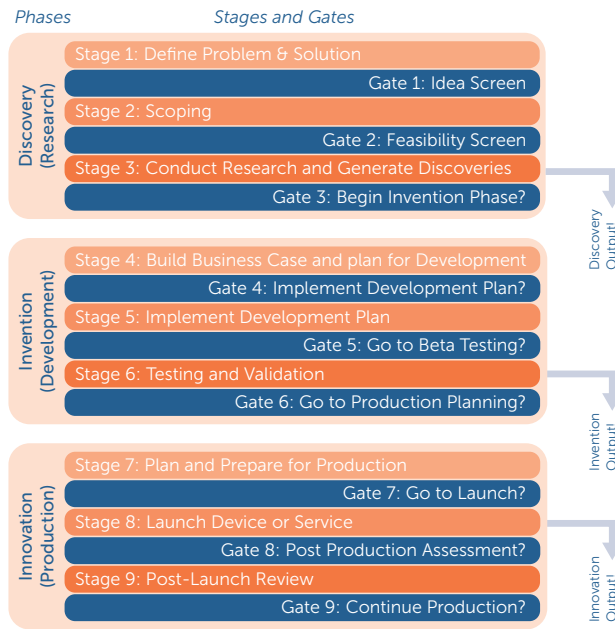 Phases
Stages and Gates
Discovery
(Research)
Stage 1: Define Problem & Solution
Gate 1: Idea Screen
Stage 2: Scoping
Gate 2: Feasibility Screen
Stage 3: Conduct Research and Generate Discoveries
Gate 3: Begin Invention Phase?
Discovery
Output!
Invention
(Development)
Stage 4: Build Business Case and plan for Development
Gate 4: Implement Development Plan?
Stage 5: Implement Development Plan
Gate 5: Go to Beta Testing?
Stage 6: Testing and Validation
Gate 6: Go to Production Planning?
Invention
Output!
Innovation
(Production)
Stage 7: Plan and Prepare for Production
Gate 7: Go to Launch?
Stage 8: Launch Device or Service
Gate 8: Post Production Assessment?
Stage 9: Post-Launch Review
Gate 9: Continue Production?
Innovation
Output!